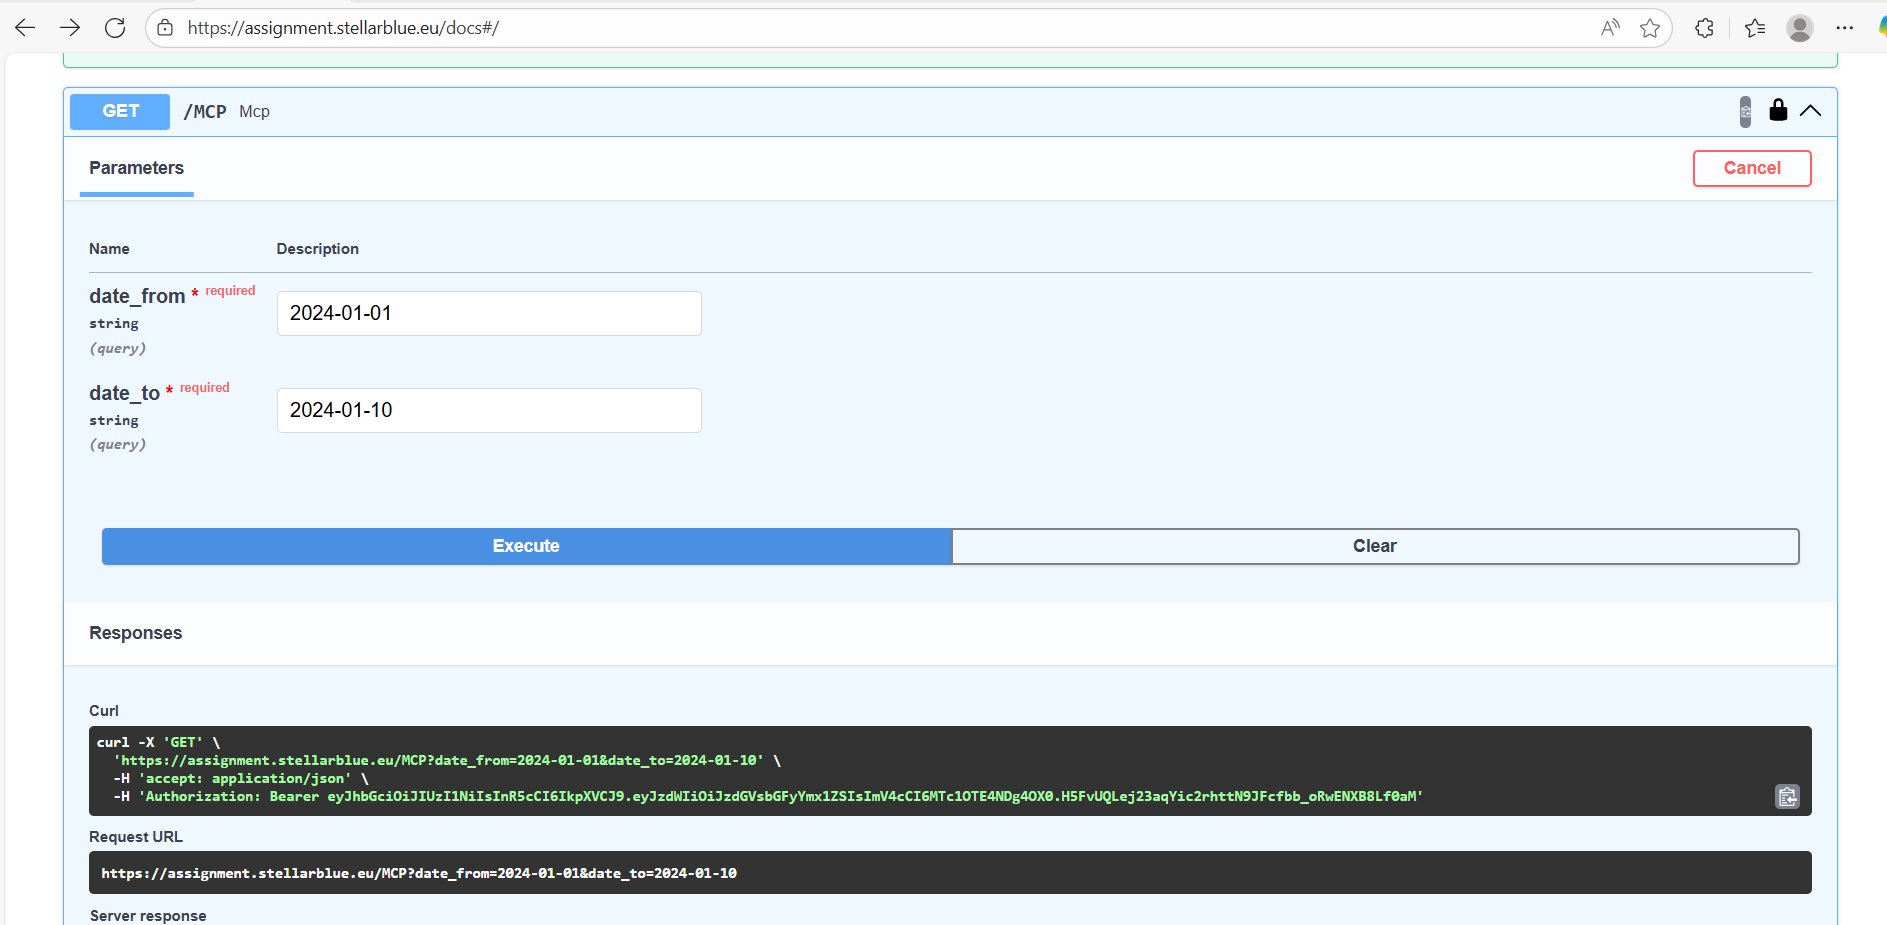 https://assignment.stellarblue.eu/docs#/
GET /MCP Mcp
Parameters
Cancel
Name Description
date_from * required
string
(query)
2024-01-01
date_to * required
string
(query)
2024-01-10
Execute
Clear
Responses
Curl
curl -X 'GET' \
'https://assignment.stellarblue.eu/MCP?date_from=2024-01-01&date_to=2024-01-10' \
-H 'accept: application/json' \
-H 'Authorization: Bearer eyJhbGciOiJIUzI1NiIsInR5cCI6IkpXVCJ9.eyJzdWIiOiJzdGVsbGFyYmx1ZSIsImV4cCI6MTc1OTE4NDg4OX0.H5FvUQLej23aqYic2rhttN9JFcfbb_oRwENXB8Lf0aM'
Request URL
https://assignment.stellarblue.eu/MCP?date_from=2024-01-01&date_to=2024-01-10
Server response